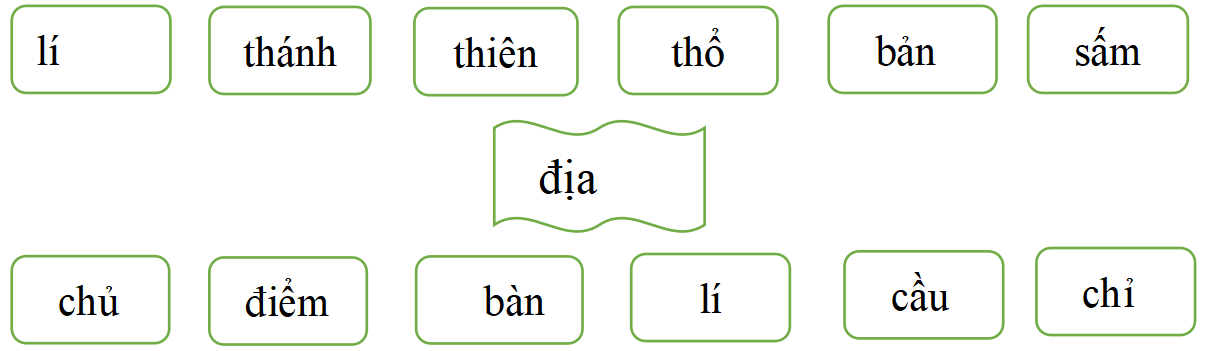 lí thánh thiên thổ bản sấm
địa
chủ điểm bàn lí cầu chỉ